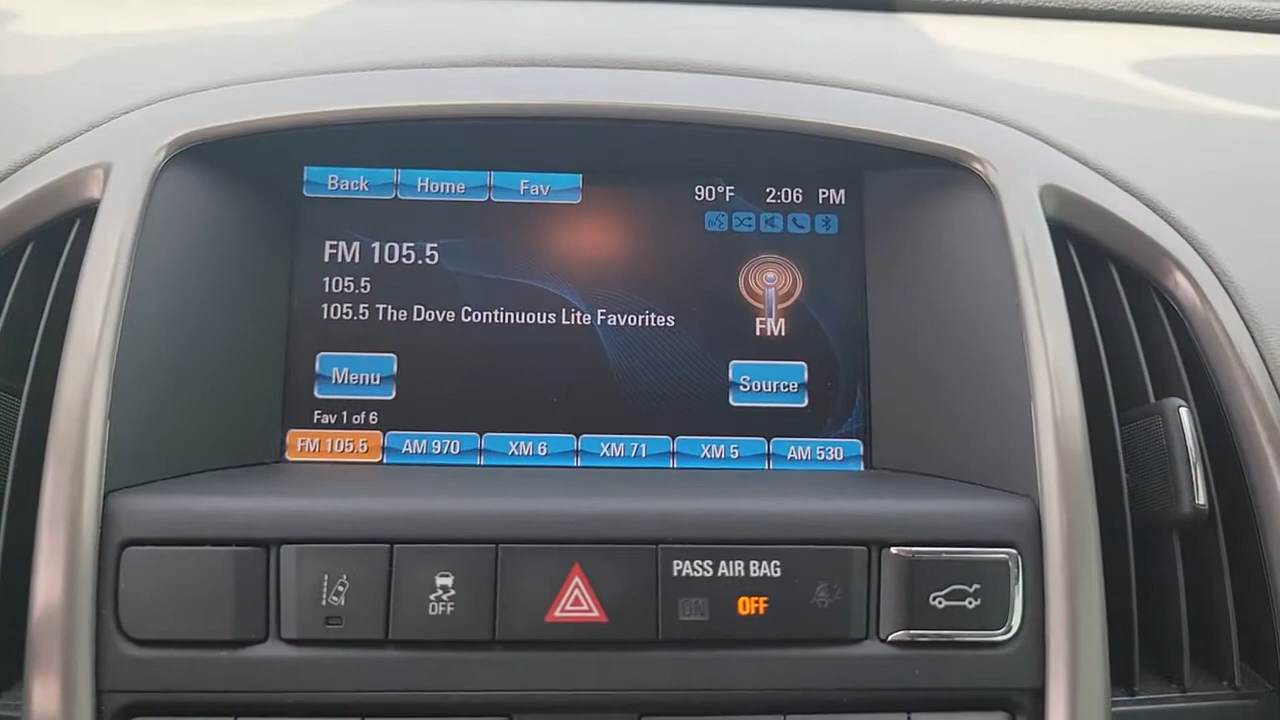 Back Home Fav
90°F 2:06 PM
FM 105.5
105.5
105.5 The Dove Continuous Lite Favorites
FM
Menu
Source
Fav 1 of 6
FM 105.5 AM 970 XM 6 XM 71 XM 5 AM 530
OFF
PASS AIR BAG
ON OFF